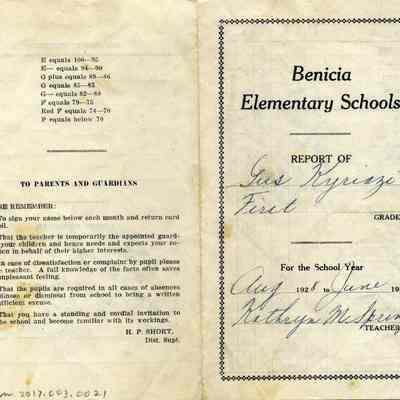 E equals 100—95
E— equals 94—90
G plus equals 89—86
G equals 85—83
G— equals 82—80
F equals 79—75
Red F equals 74—70
P equals below 70
TO PARENTS AND GUARDIANS
SE REMEMBER:
To sign your name below each month and return card
That the teacher is temporarily the appointed guard-
your children and hence needs and expects your co-
tion in behalf of their higher interests.
In case of dissatisfaction or complaint by pupil please
teacher. A full knowledge of the facts often saves
unpleasant feeling.
That the pupils are required in all cases of absences
diness or dismissal from school to bring a written
fficient excuse.
That you have a standing and cordial invitation to
the school and become familiar with its workings.
H. P. SHORT,
Dist. Supt.
2017.003.0021
Benicia
Elementary Schools
REPORT OF
Gus Kyriazi
First
GRADE
For the School Year
Aug 1928 to June 19
Kathryn McSprin
TEACHER